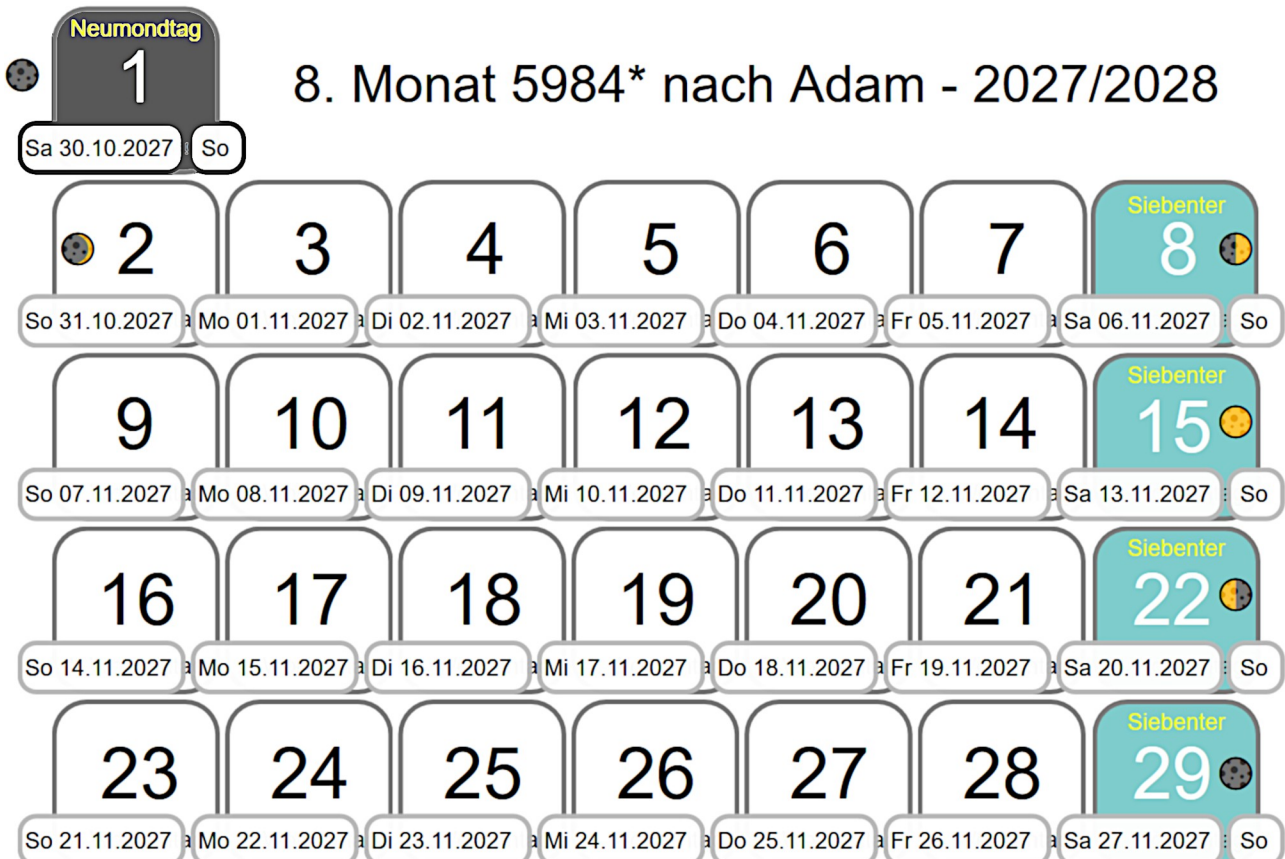 Neumondtag
1
8. Monat 5984* nach Adam - 2027/2028
Sa 30.10.2027 So
2 3 4 5 6 7 Siebenter 8
So 31.10.2027 Mo 01.11.2027 Di 02.11.2027 Mi 03.11.2027 Do 04.11.2027 Fr 05.11.2027 Sa 06.11.2027 So
9 10 11 12 13 14 Siebenter 15
So 07.11.2027 Mo 08.11.2027 Di 09.11.2027 Mi 10.11.2027 Do 11.11.2027 Fr 12.11.2027 Sa 13.11.2027 So
16 17 18 19 20 21 Siebenter 22
So 14.11.2027 Mo 15.11.2027 Di 16.11.2027 Mi 17.11.2027 Do 18.11.2027 Fr 19.11.2027 Sa 20.11.2027 So
23 24 25 26 27 28 Siebenter 29
So 21.11.2027 Mo 22.11.2027 Di 23.11.2027 Mi 24.11.2027 Do 25.11.2027 Fr 26.11.2027 Sa 27.11.2027 So